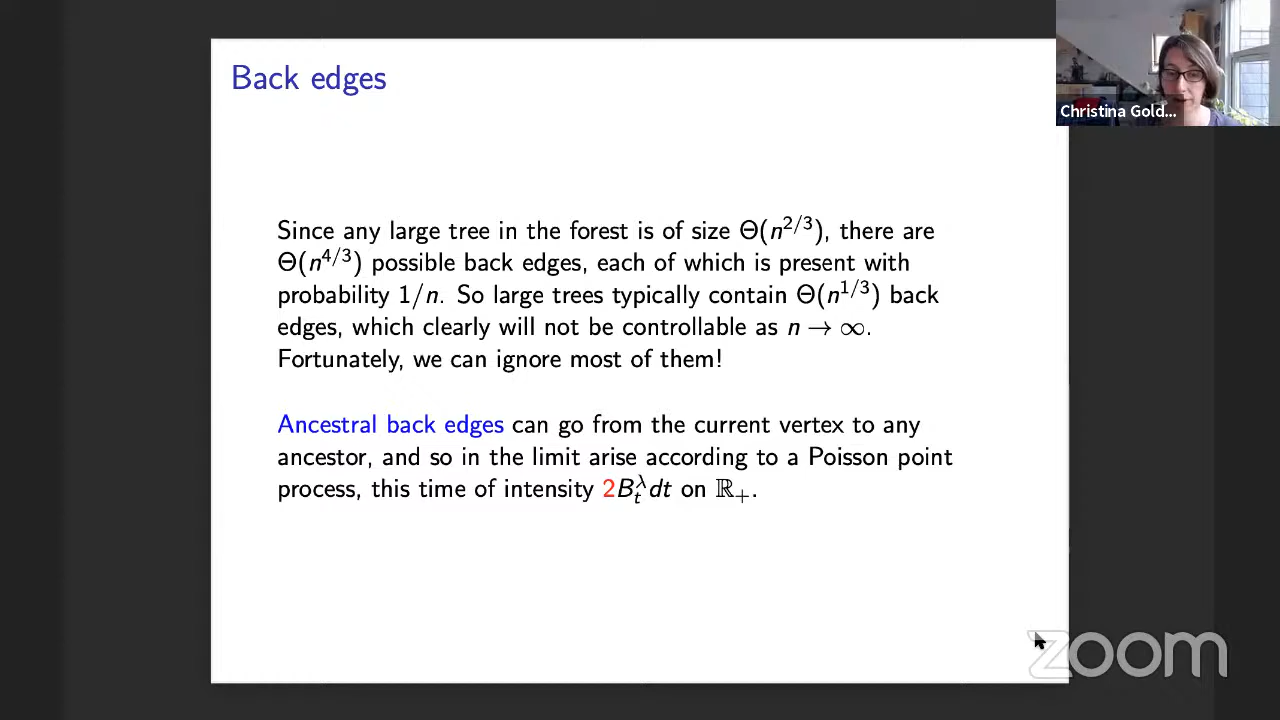 Back edges
Christina Gold...
Since any large tree in the forest is of size Θ(n^{2/3}), there are
Θ(n^{4/3}) possible back edges, each of which is present with
probability 1/n. So large trees typically contain Θ(n^{1/3}) back
edges, which clearly will not be controllable as n → ∞.
Fortunately, we can ignore most of them!
Ancestral back edges can go from the current vertex to any
ancestor, and so in the limit arise according to a Poisson point
process, this time of intensity 2B_t^λ dt on ℝ_+.
zoom